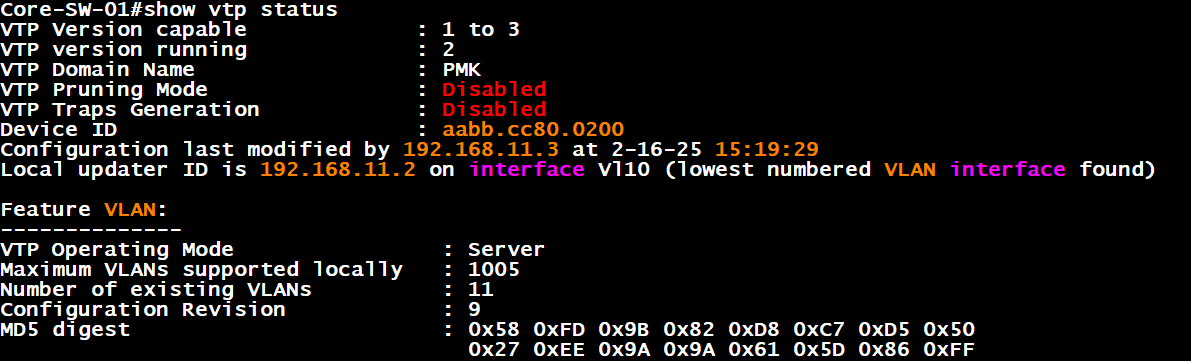 Core-SW-01#show vtp status
VTP Version capable : 1 to 3
VTP version running : 2
VTP Domain Name : PMK
VTP Pruning Mode : Disabled
VTP Traps Generation : Disabled
Device ID : aabb.cc80.0200
Configuration last modified by 192.168.11.3 at 2-16-25 15:19:29
Local updater ID is 192.168.11.2 on interface Vl10 (lowest numbered VLAN interface found)
Feature VLAN:
--------------
VTP Operating Mode : Server
Maximum VLANs supported locally : 1005
Number of existing VLANs : 11
Configuration Revision : 9
MD5 digest : 0x58 0xFD 0x9B 0x82 0xD8 0xC7 0xD5 0x50
0x27 0xEE 0x9A 0x9A 0x61 0x5D 0x86 0xFF